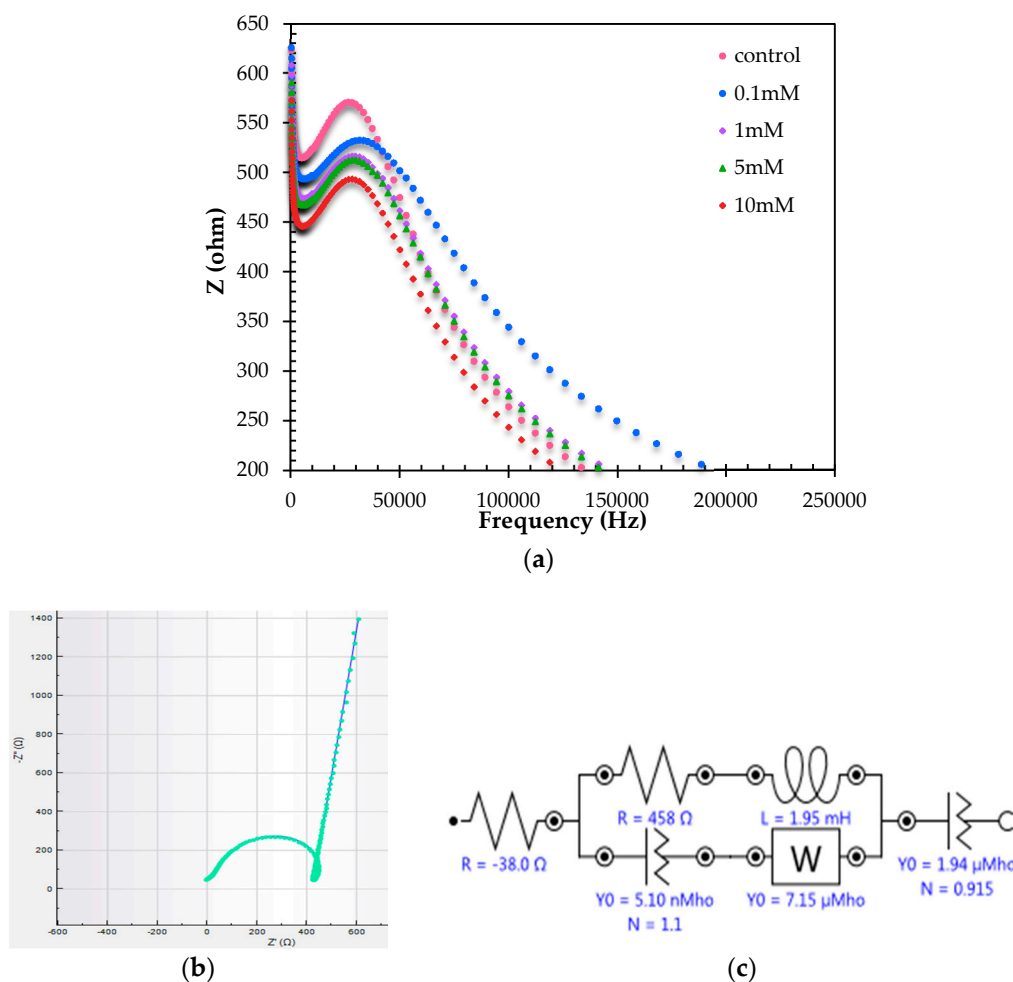 650
600
550
500
450
400
350
300
250
200
Z (ohm)
control
0.1mM
1mM
5mM
10mM
0 50000 100000 150000 200000 250000
Frequency (Hz)
(a)
1400
1200
1000
800
600
400
200
0
-Z'' (Ω)
-600 -400 -200 0 200 400 600
Z' (Ω)
(b)
R = -38.0 Ω
R = 458 Ω
L = 1.95 mH
W
Y0 = 5.10 nMho
N = 1.1
Y0 = 7.15 µMho
Y0 = 1.94 µMho
N = 0.915
(c)